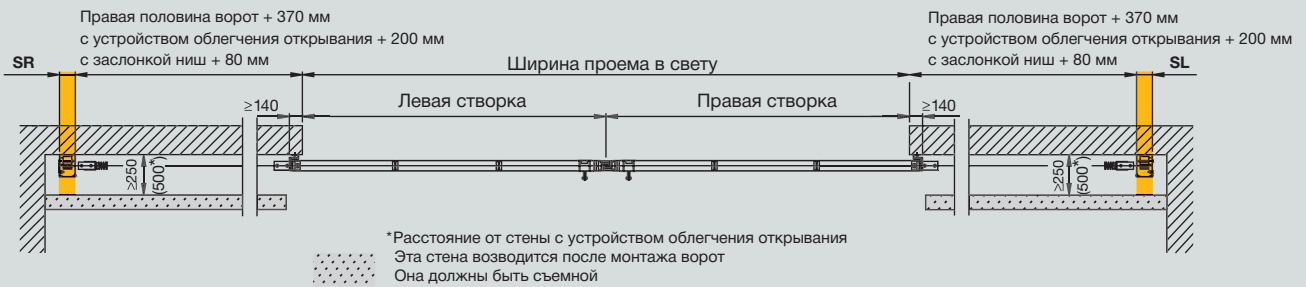 Правая половина ворот + 370 мм
с устройством облегчения открывания + 200 мм
с заслонкой ниш + 80 мм
SR
Ширина проема в свету
Правая половина ворот + 370 мм
с устройством облегчения открывания + 200 мм
с заслонкой ниш + 80 мм
SL
≥140
Левая створка
Правая створка
≥140
≥250
(500*)
≥250
(500*)
*Расстояние от стены с устройством облегчения открывания
Эта стена возводится после монтажа ворот
Она должны быть съемной